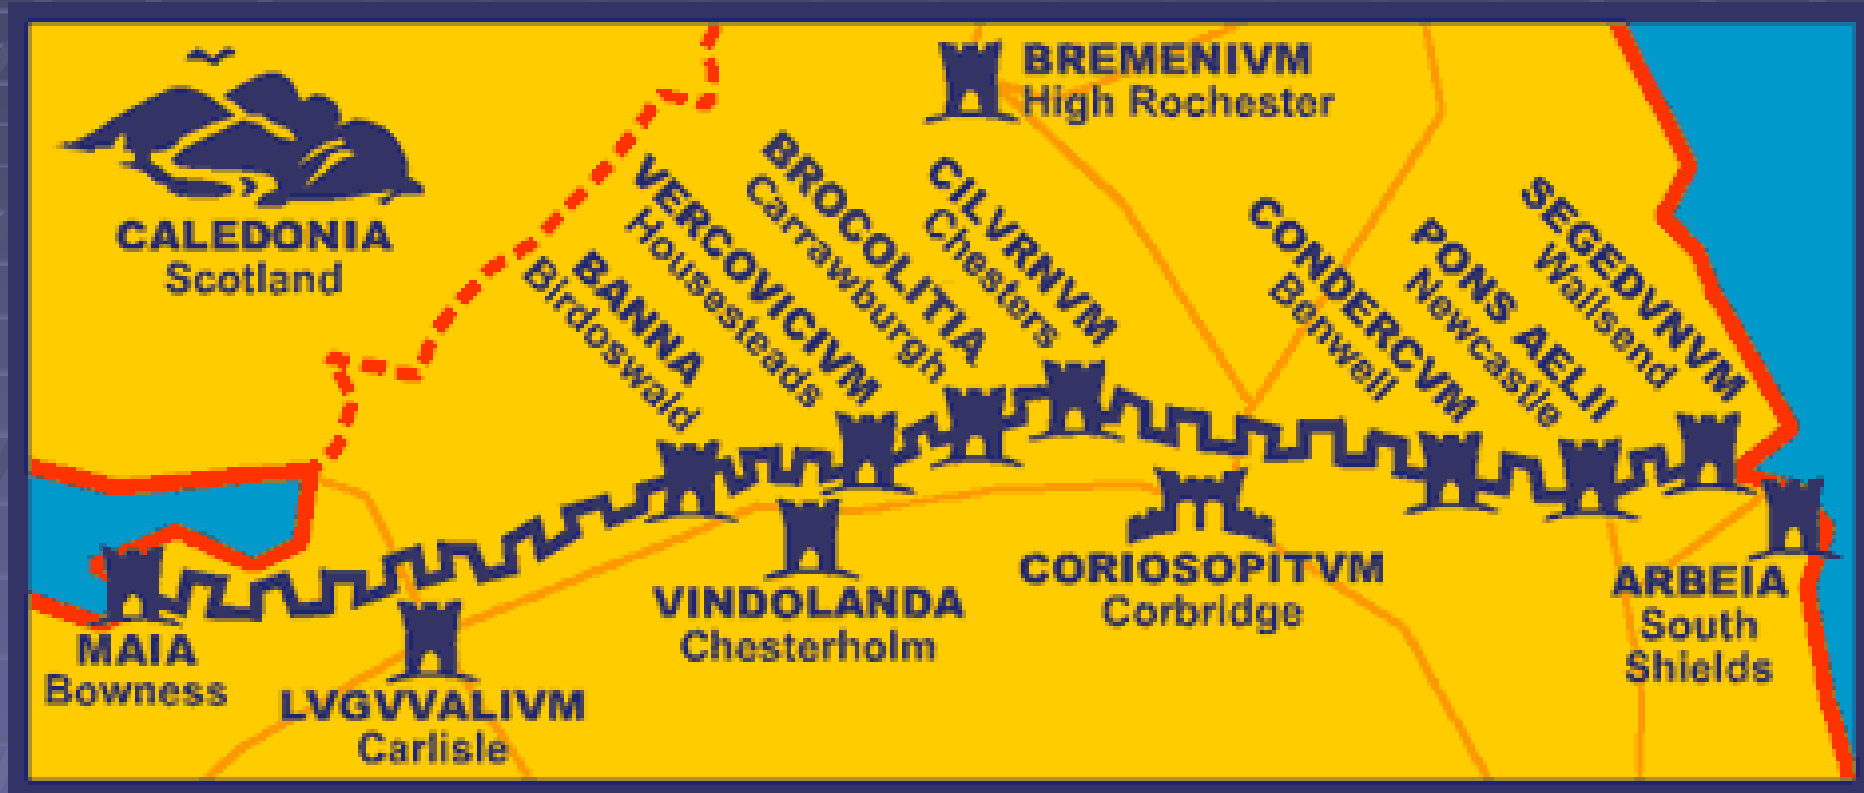 BREMENIVM
High Rochester
CALEDONIA
Scotland
BANNA
Birdoswald
VERCOVICIVM
Housesteads
BROCOLITIA
Carrawburgh
CILVRNVM
Chesters
CONDERCVM
Benwell
PONS AELII
Newcastle
SEGEDVNVM
Wallsend
MAIA
Bowness
LVGVVALIVM
Carlisle
VINDOLANDA
Chesterholm
CORIOSOPITVM
Corbridge
ARBEIA
South
Shields